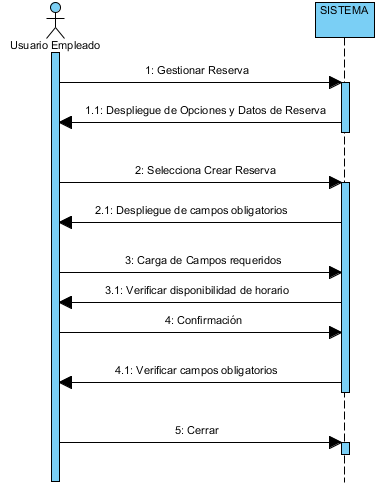 SISTEMA
Usuario Empleado
1: Gestionar Reserva
1.1: Despliegue de Opciones y Datos de Reserva
2: Selecciona Crear Reserva
2.1: Despliegue de campos obligatorios
3: Carga de Campos requeridos
3.1: Verificar disponibilidad de horario
4: Confirmación
4.1: Verificar campos obligatorios
5: Cerrar